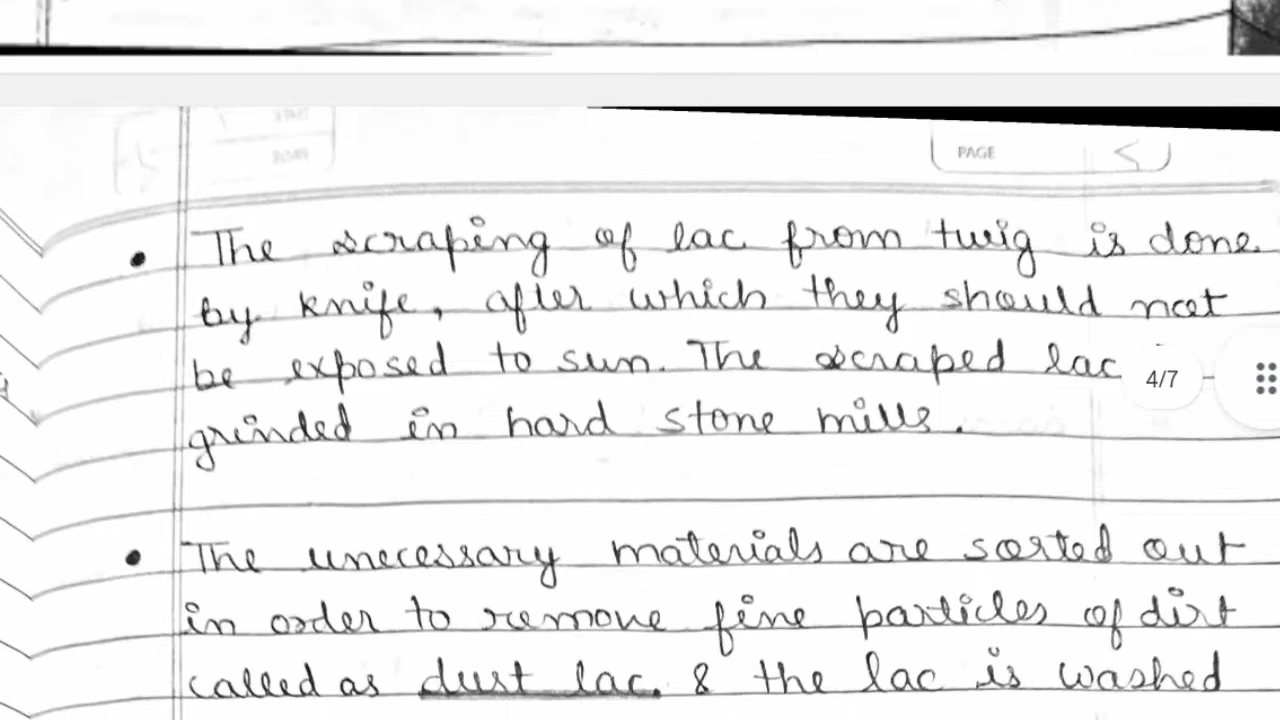 PAGE
• The scraping of lac from twig is done
by knife, after which they should not
be exposed to sun. The scraped lac
4/7
grinded in hard stone mills.
• The unecessary materials are sorted out
in order to remove fine particles of dirt
called as dust lac. & the lac is washed